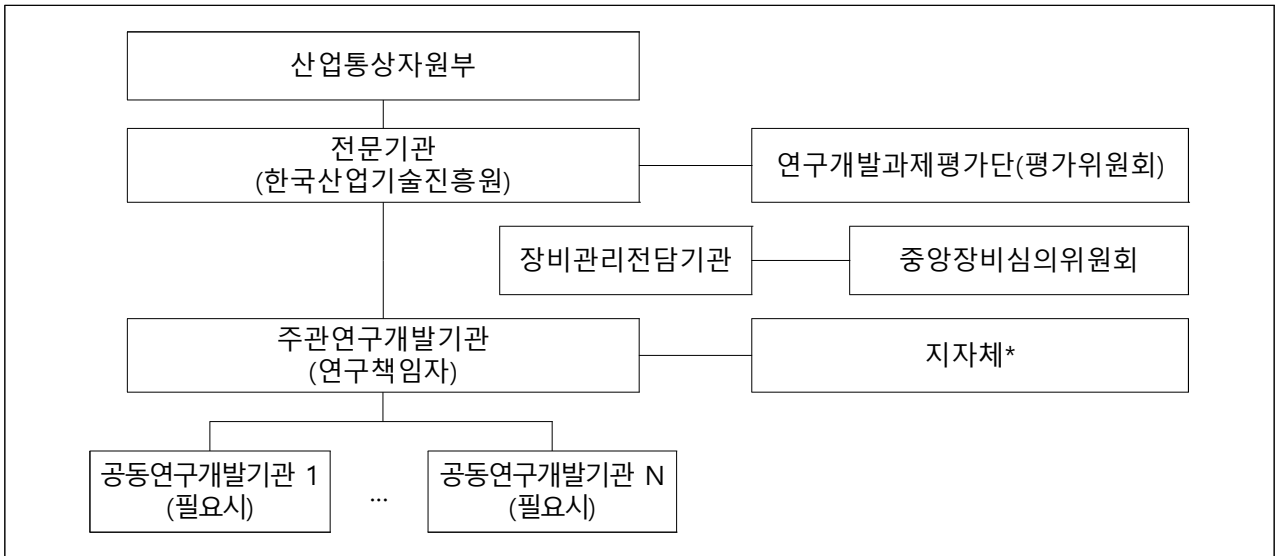 산업통상자원부
전문기관
(한국산업기술진흥원)
연구개발과제평가단(평가위원회)
장비관리전담기관
중앙장비심의위원회
주관연구개발기관
(연구책임자)
지자체*
공동연구개발기관 1
(필요시)
...
공동연구개발기관 N
(필요시)